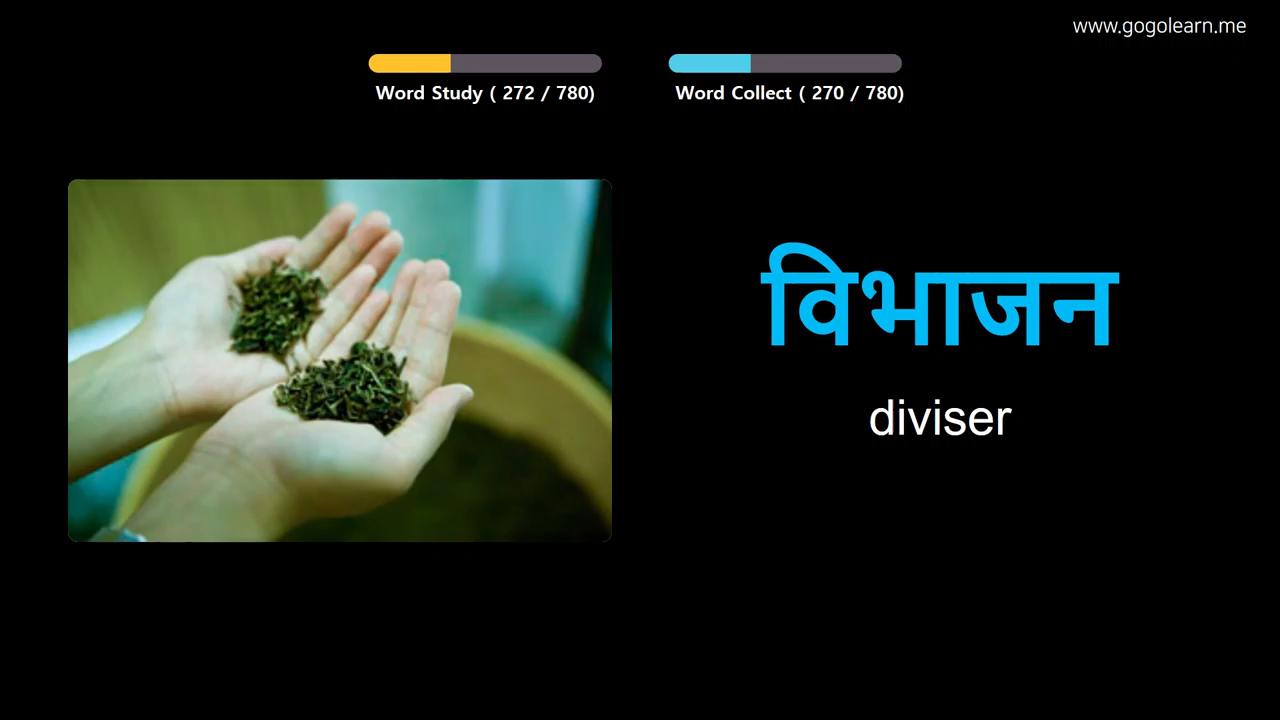 www.gogolearn.me
Word Study ( 272 / 780)
Word Collect ( 270 / 780)
विभाजन
diviser